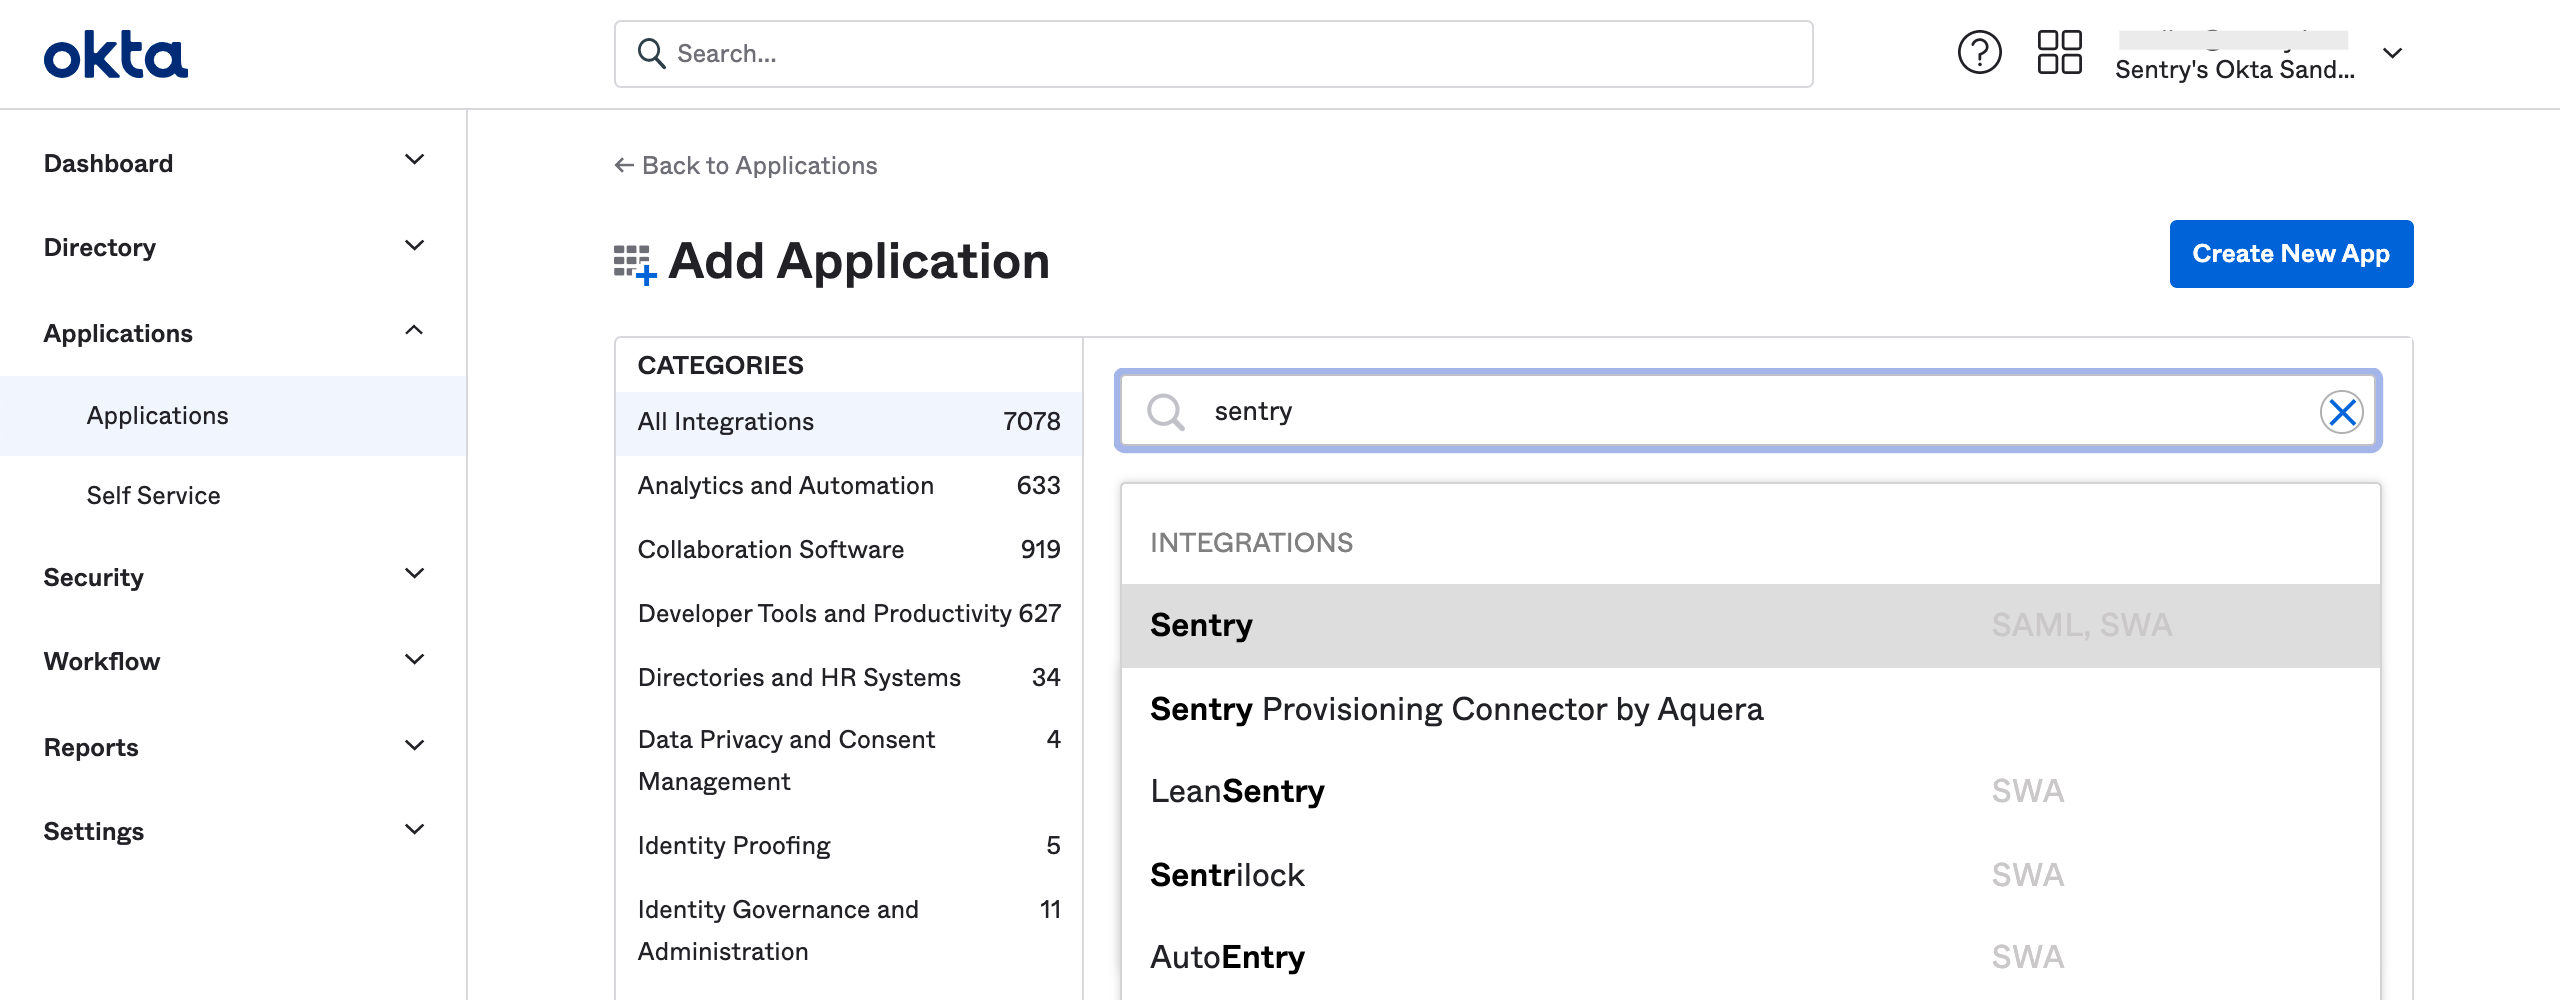 okta
Search...
Sentry's Okta Sand...
Dashboard
Directory
Applications
Applications
Self Service
Security
Workflow
Reports
Settings
← Back to Applications
Add Application
Create New App
CATEGORIES
All Integrations 7078
Analytics and Automation 633
Collaboration Software 919
Developer Tools and Productivity 627
Directories and HR Systems 34
Data Privacy and Consent 4
Management
Identity Proofing 5
Identity Governance and 11
Administration
sentry
INTEGRATIONS
Sentry SAML, SWA
Sentry Provisioning Connector by Aquera
LeanSentry SWA
Sentrilock SWA
AutoEntry SWA